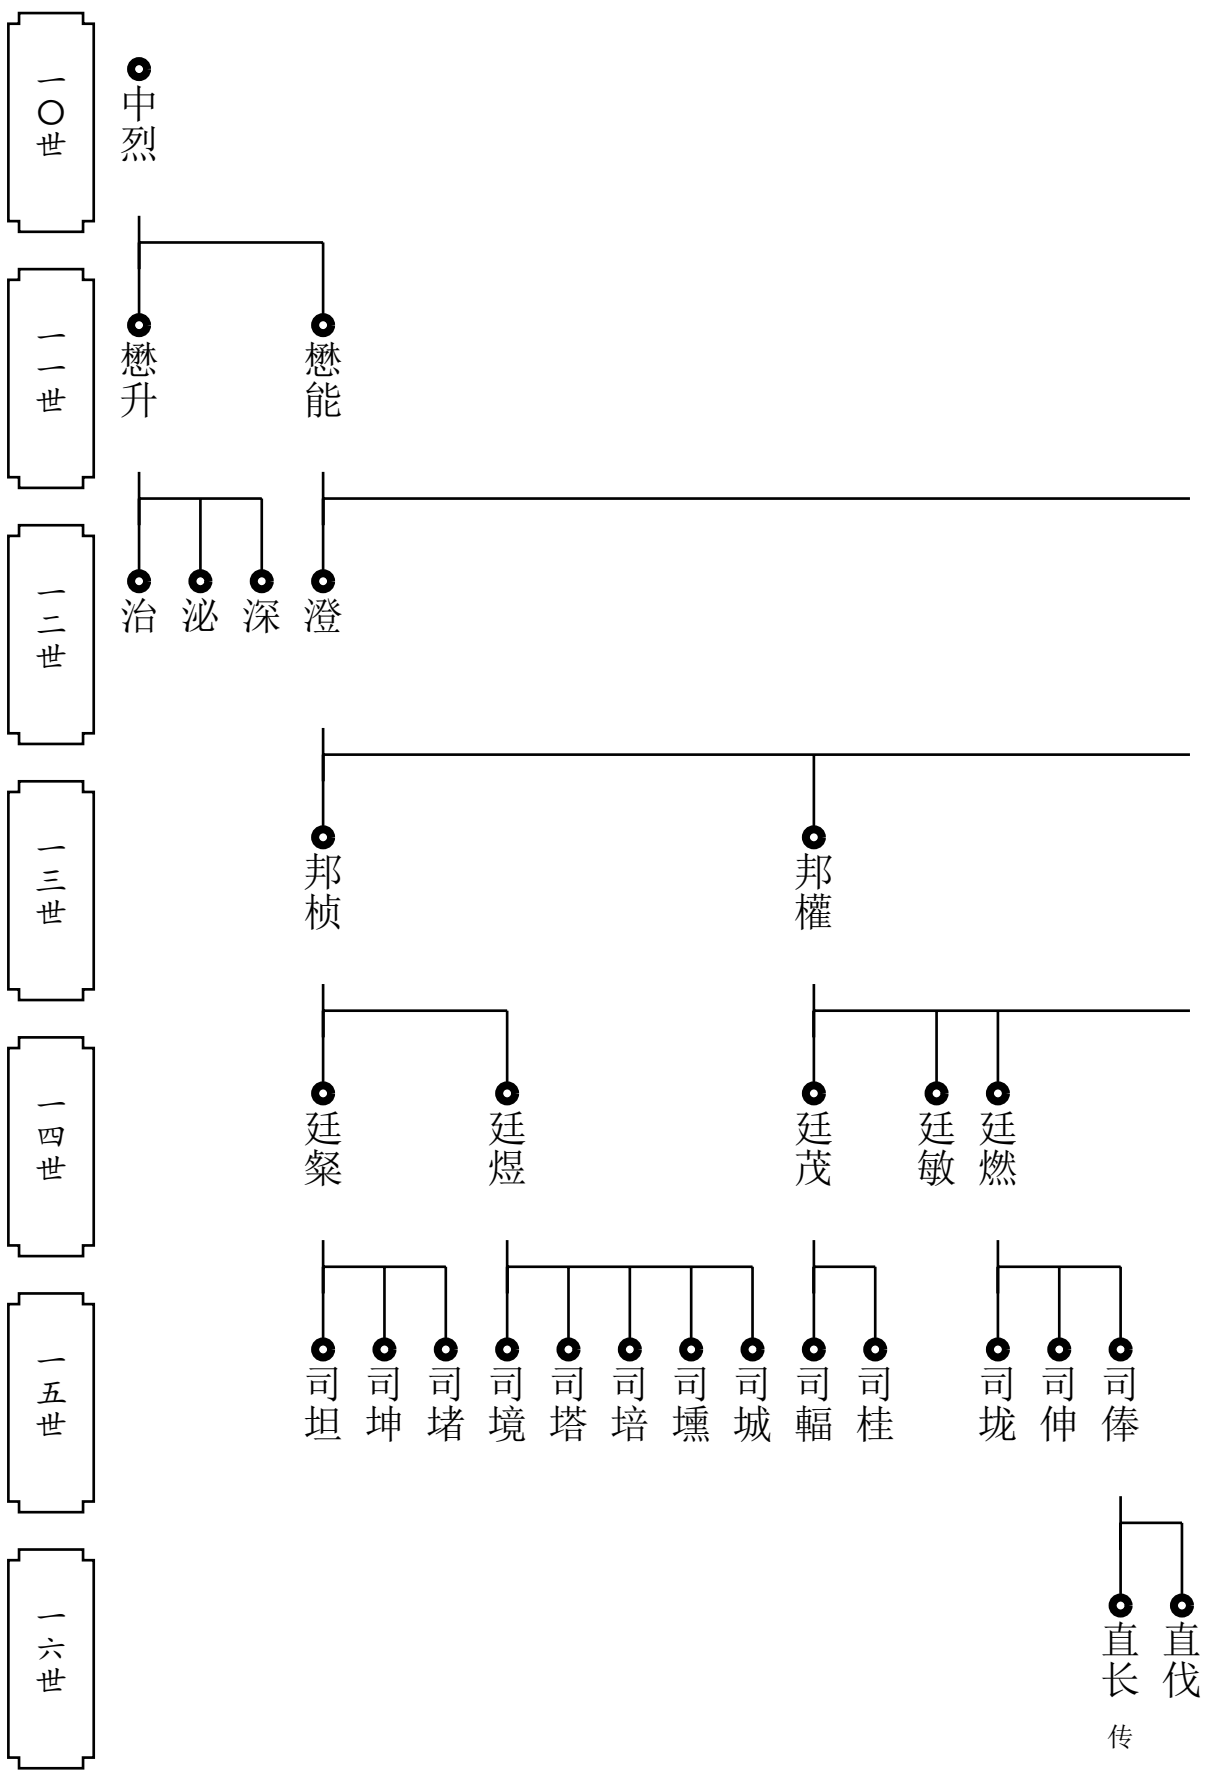 一〇世
中烈
一一世
懋升
懋能
一二世
治
泌
深
澄
一三世
邦桢
邦權
一四世
廷粲
廷煜
廷茂
廷敏
廷燃
一五世
司坦
司坤
司堵
司境
司塔
司培
司壎
司城
司輻
司桂
司垅
司伸
司俸
一六世
直长
传
直伐